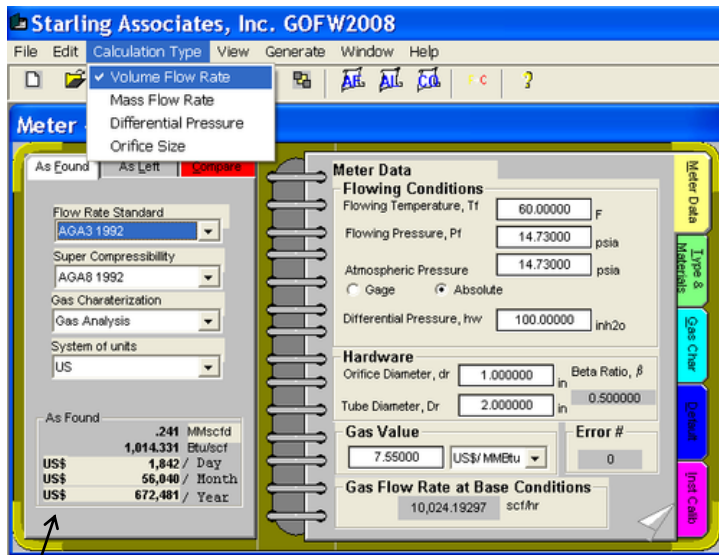 Starling Associates, Inc. GOFW2008
File Edit Calculation Type View Generate Window Help
✓ Volume Flow Rate
Mass Flow Rate
Differential Pressure
Orifice Size
Meter
As Found As Left Compare
Flow Rate Standard
AGA3 1992
Super Compressibility
AGA8 1992
Gas Charaterization
Gas Analysis
System of units
US
As Found
.241 MMscfd
1,014.331 Btu/scf
US$ 1,842 / Day
US$ 56,040 / Month
US$ 672,481 / Year
Meter Data
Flowing Conditions
Flowing Temperature, Tf 60.00000 F
Flowing Pressure, Pf 14.73000 psia
Atmospheric Pressure 14.73000 psia
Gage Absolute
Differential Pressure, hw 100.00000 inh2o
Hardware
Orifice Diameter, dr 1.000000 in Beta Ratio, β
Tube Diameter, Dr 2.000000 in 0.500000
Gas Value Error #
7.55000 US$/MMBtu 0
Gas Flow Rate at Base Conditions
10,024.19297 scf/hr
Meter Data
Type & Materials
Gas Char
Default
Inst Calib